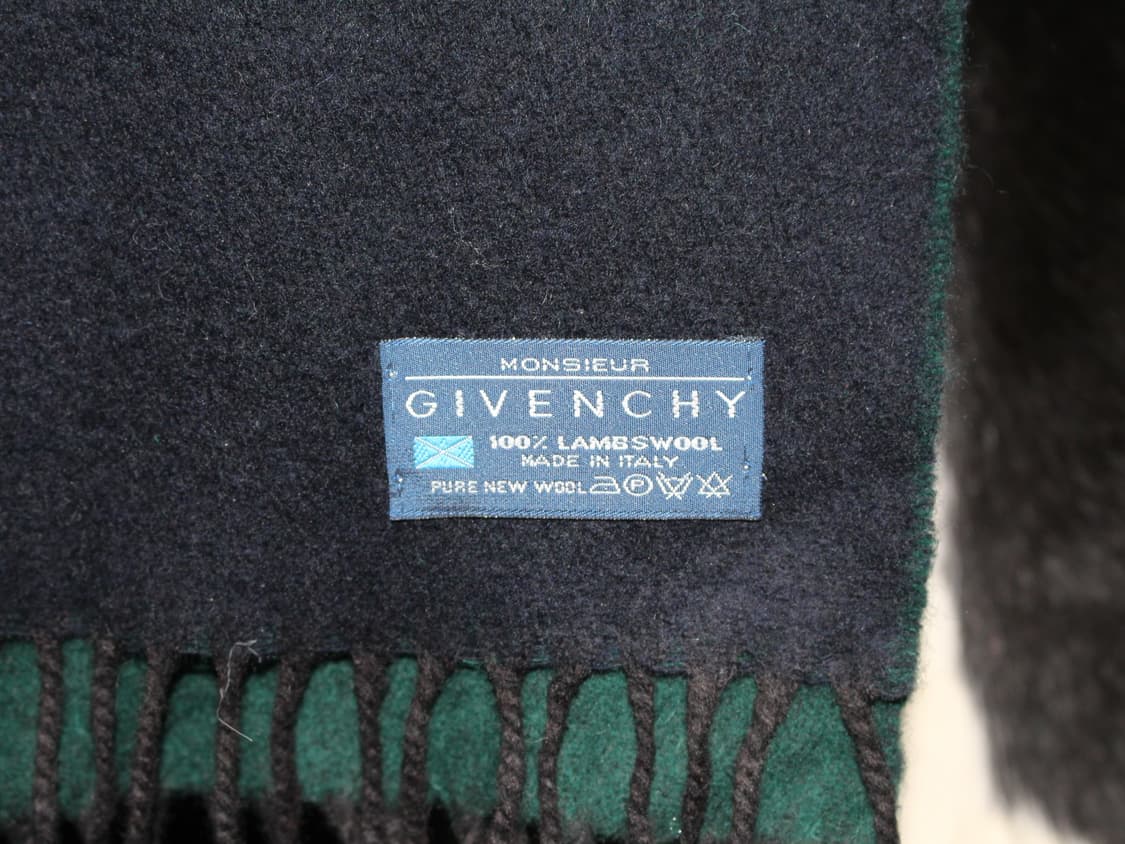 MONSIEUR
GIVENCHY
100% LAMBSWOOL
MADE IN ITALY
PURE NEW WOOL P